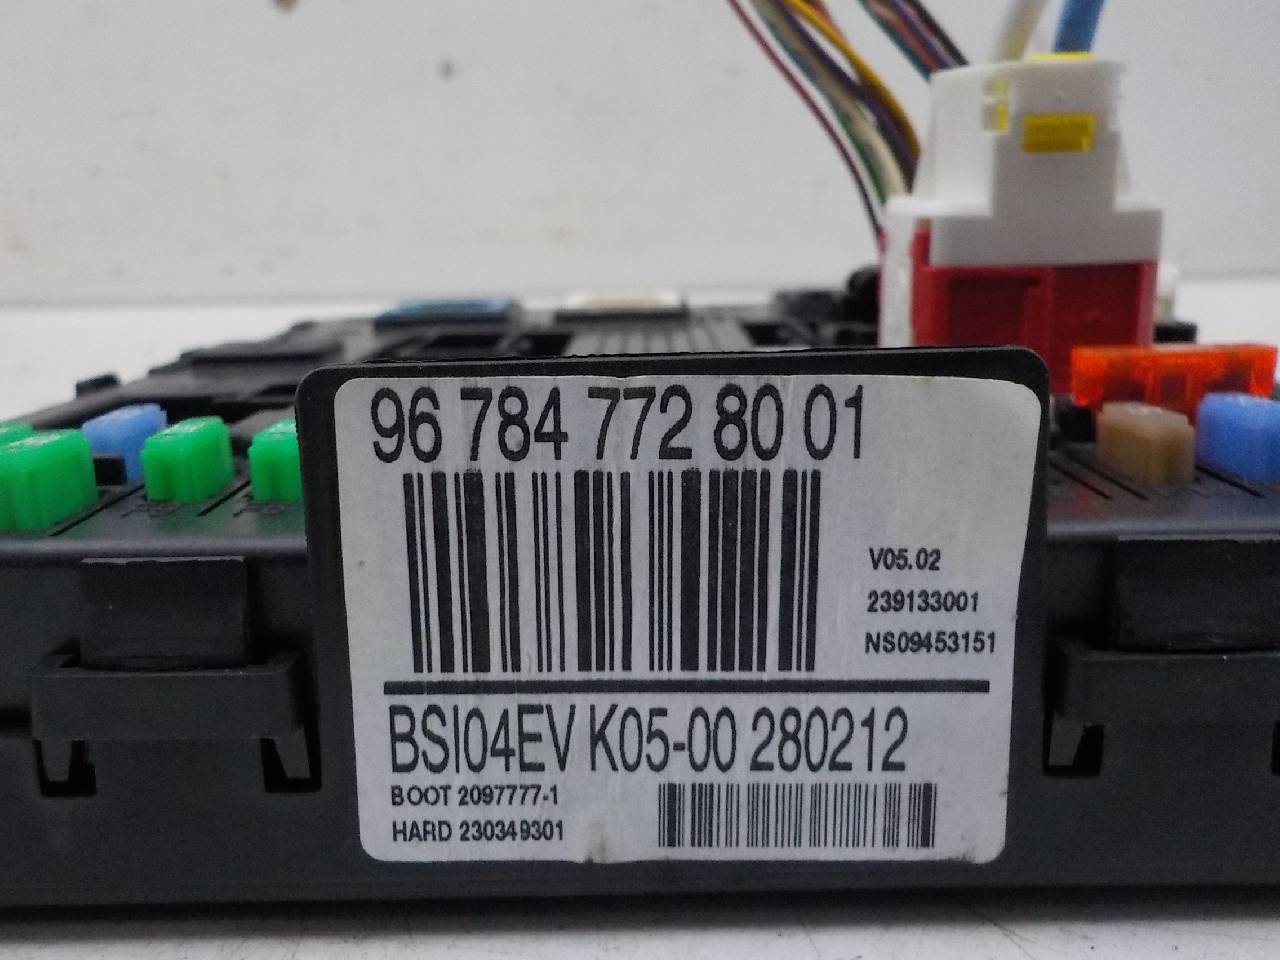 96 784 772 80 01
V05.02
239133001
NS09453151
BSI04EV K05-00 280212
BOOT 2097777-1
HARD 230349301